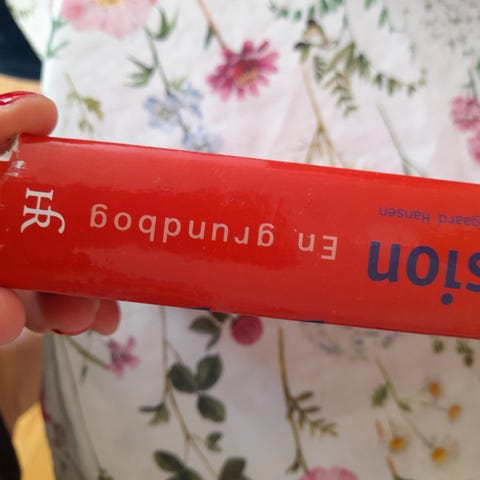 sion
gaard Hansen
En grundbog
HR